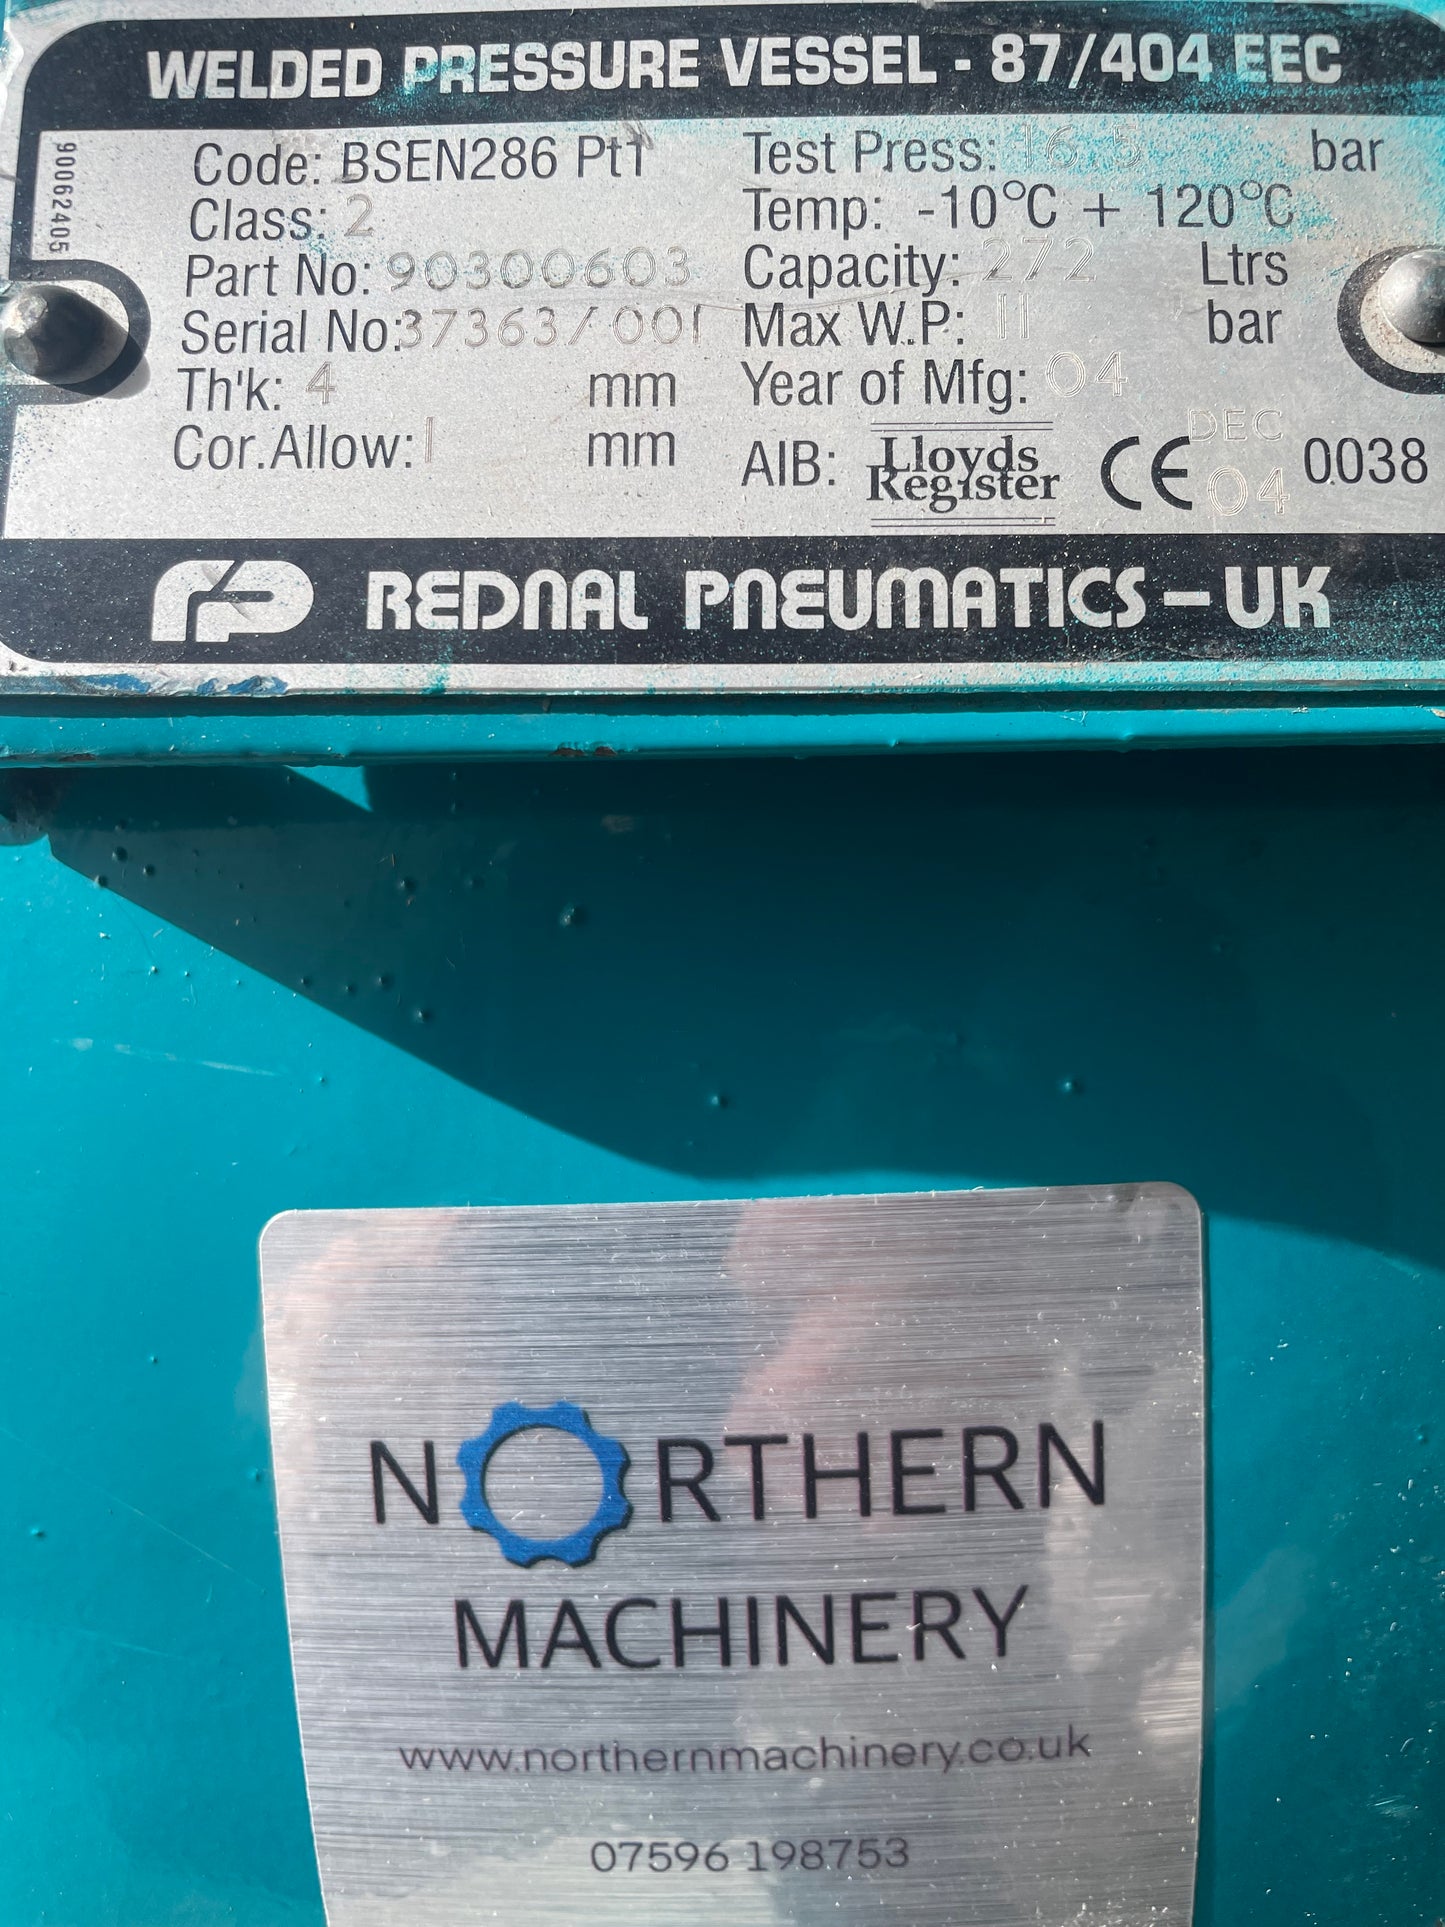 WELDED PRESSURE VESSEL - 87/404 EEC
90062405
Code: BSEN286 Pt1
Class: 2
Part No: 90300603
Serial No: 37363/001
Th'k: 4 mm
Cor.Allow: 1 mm
Test Press: 16.5 bar
Temp: -10°C + 120°C
Capacity: 272 Ltrs
Max W.P: 11 bar
Year of Mfg: 04
AIB: Lloyds Register CE DEC 04 0038
REDNAL PNEUMATICS - UK
NORTHERN
MACHINERY
www.northernmachinery.co.uk
07596 198753